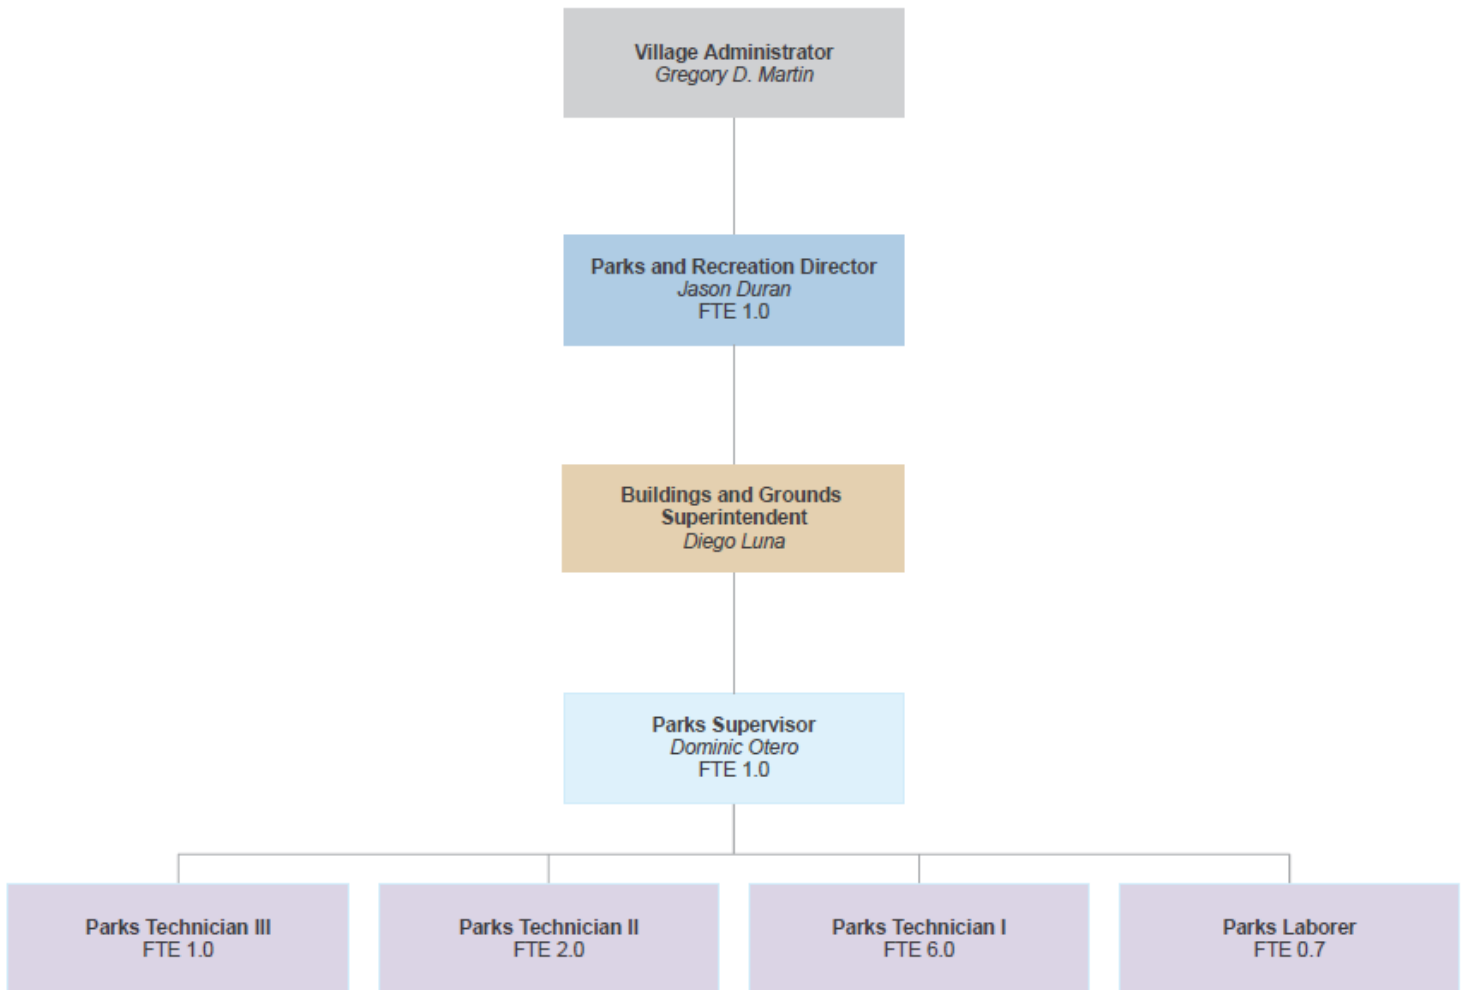 Village Administrator
Gregory D. Martin
Parks and Recreation Director
Jason Duran
FTE 1.0
Buildings and Grounds
Superintendent
Diego Luna
Parks Supervisor
Dominic Otero
FTE 1.0
Parks Technician III
FTE 1.0
Parks Technician II
FTE 2.0
Parks Technician I
FTE 6.0
Parks Laborer
FTE 0.7